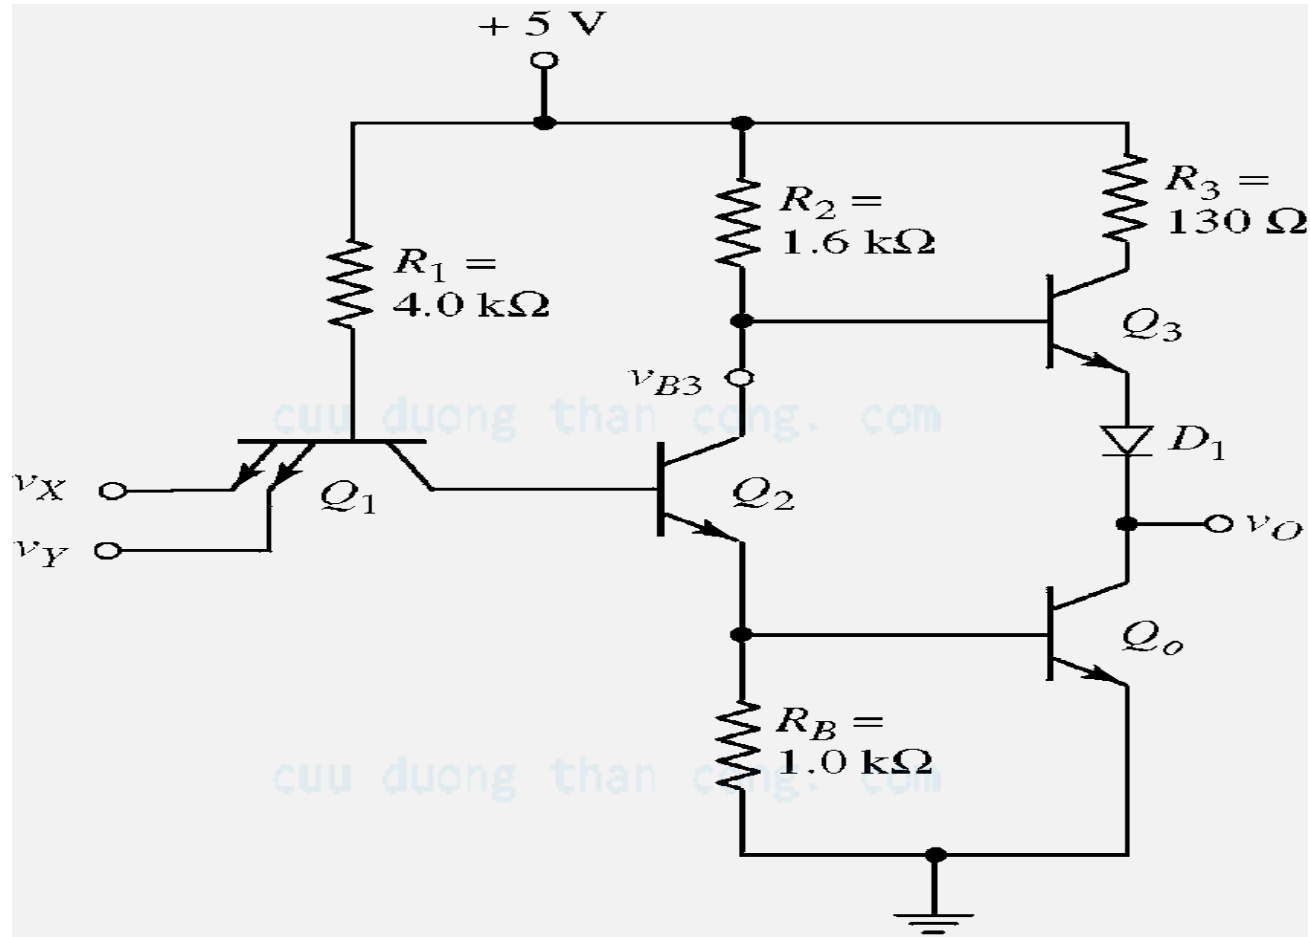 + 5 V
R2 =
1.6 kΩ
R3 =
130 Ω
R1 =
4.0 kΩ
Q3
vB3
cuu duong than cong. com
D1
vX
Q1
Q2
vY
vO
Qo
RB =
1.0 kΩ
cuu duong than cong. com